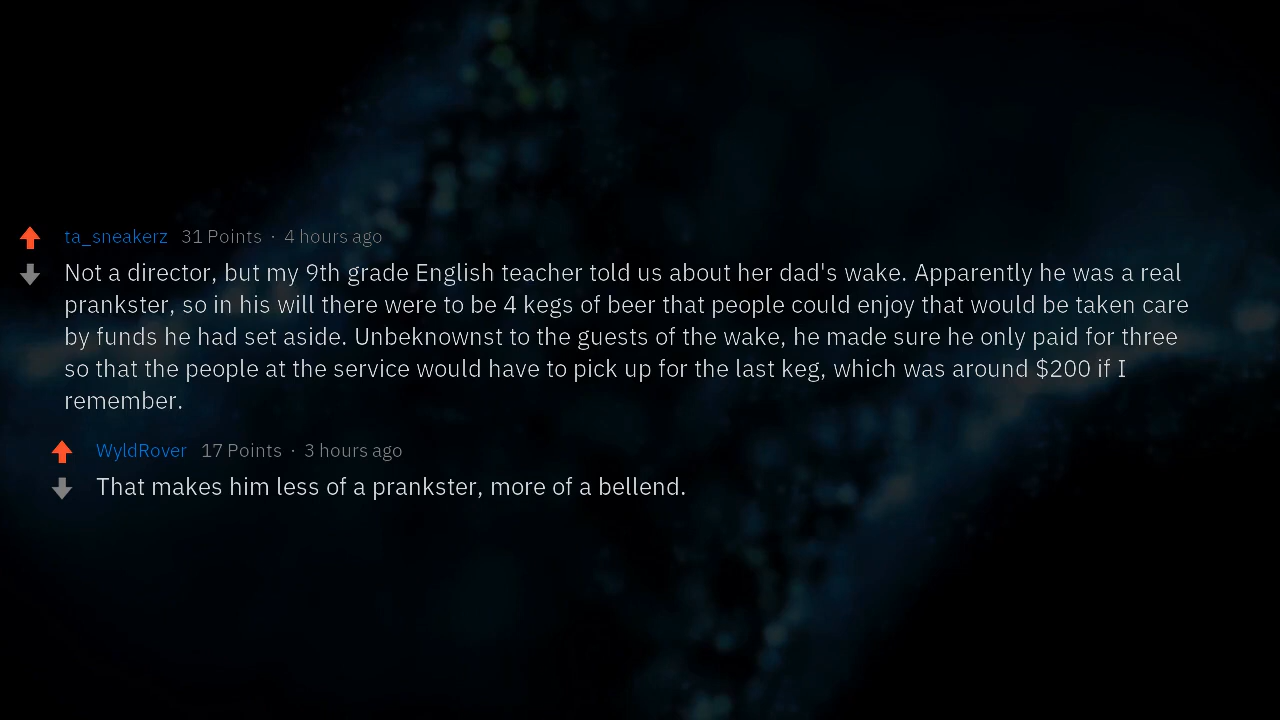 ta_sneakerz 31 Points · 4 hours ago
Not a director, but my 9th grade English teacher told us about her dad's wake. Apparently he was a real
prankster, so in his will there were to be 4 kegs of beer that people could enjoy that would be taken care
by funds he had set aside. Unbeknownst to the guests of the wake, he made sure he only paid for three
so that the people at the service would have to pick up for the last keg, which was around $200 if I
remember.
WyldRover 17 Points · 3 hours ago
That makes him less of a prankster, more of a bellend.